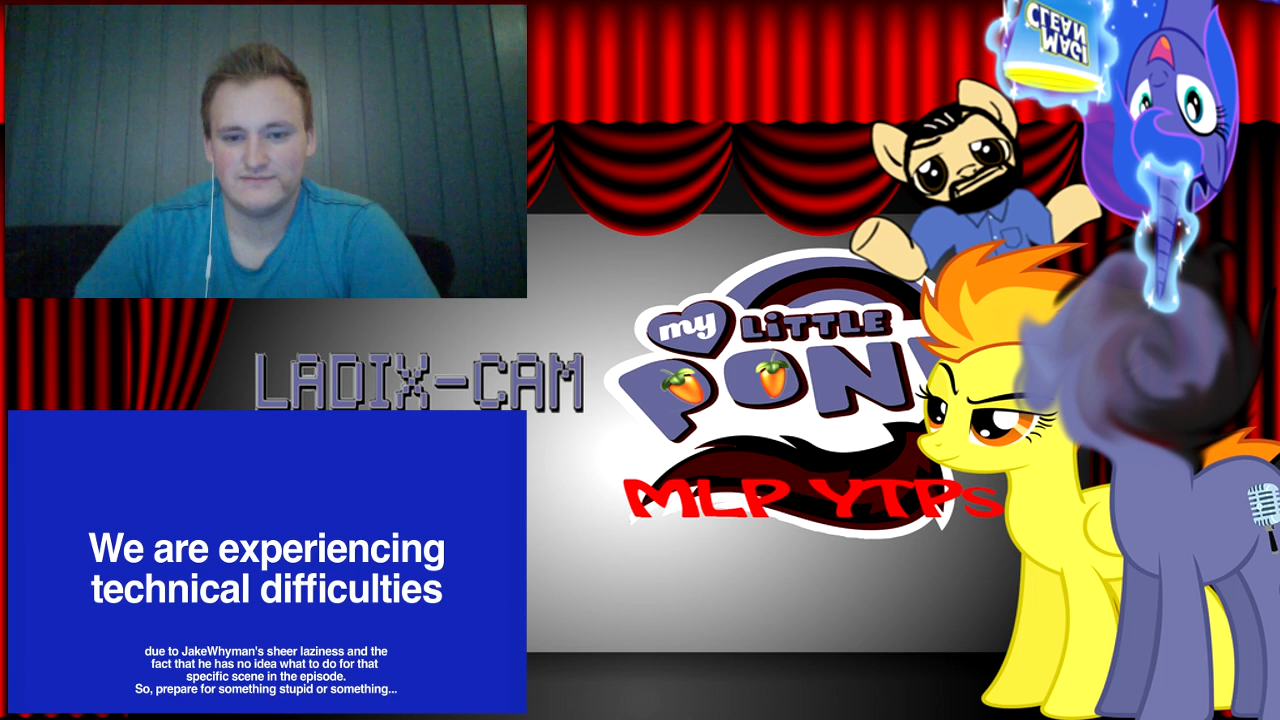 CLEAN
MAGI
LADIX-CAM
my LiTTLE
PON
MLP YTPs
We are experiencing
technical difficulties
due to JakeWhyman's sheer laziness and the
fact that he has no idea what to do for that
specific scene in the episode.
So, prepare for something stupid or something...